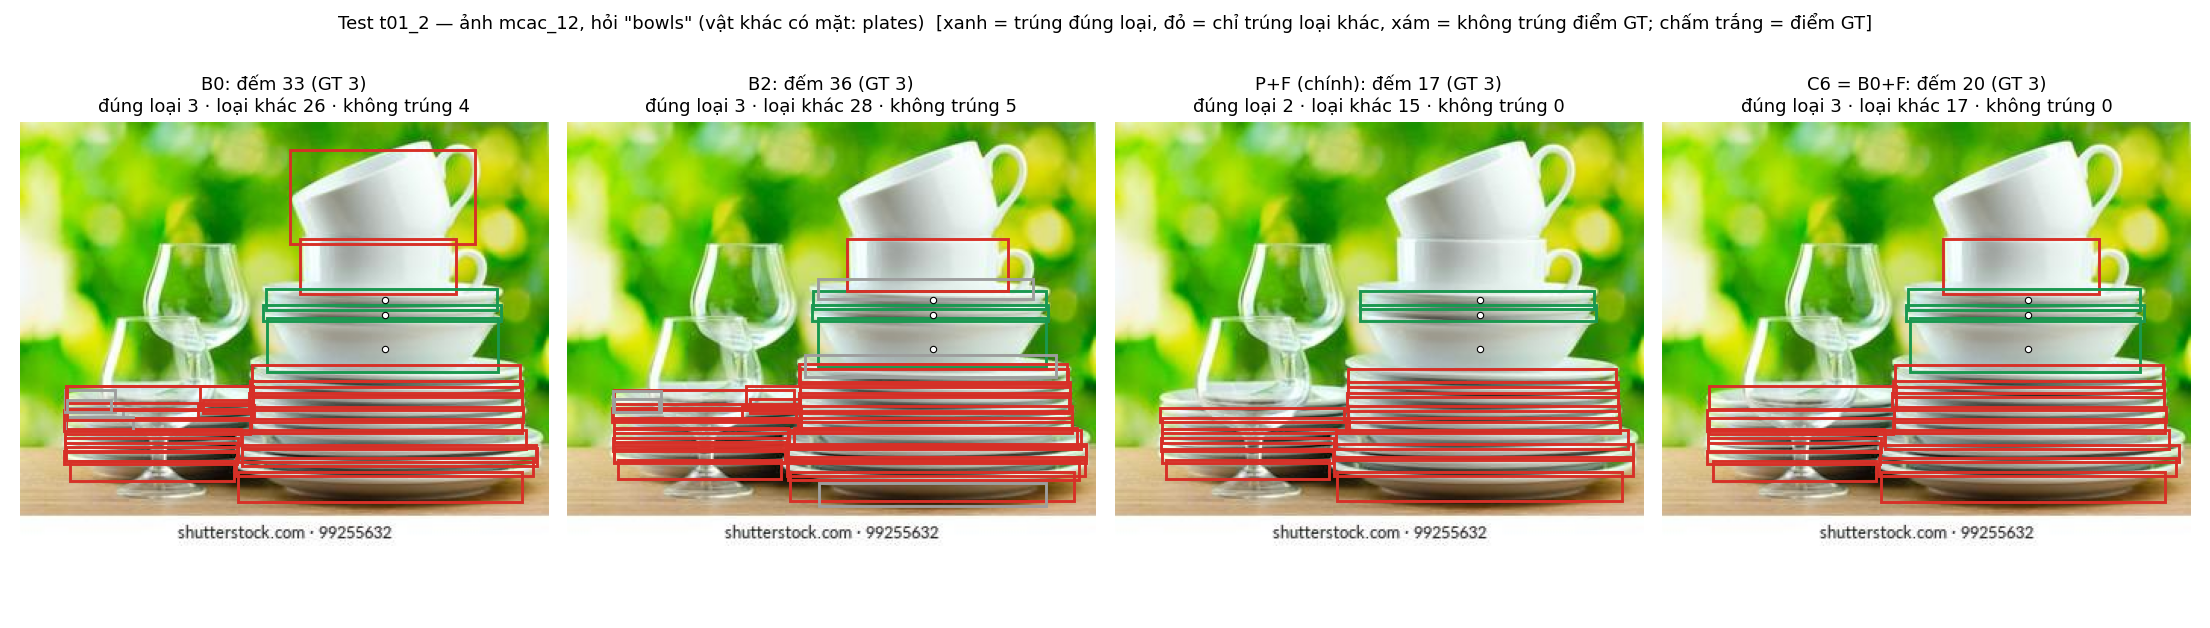 Test t01_2 — ảnh mcac_12, hỏi "bowls" (vật khác có mặt: plates)  [xanh = trúng đúng loại, đỏ = chỉ trúng loại khác, xám = không trúng điểm GT; chấm trắng = điểm GT]
B0: đếm 33 (GT 3)
đúng loại 3 · loại khác 26 · không trúng 4
B2: đếm 36 (GT 3)
đúng loại 3 · loại khác 28 · không trúng 5
P+F (chính): đếm 17 (GT 3)
đúng loại 2 · loại khác 15 · không trúng 0
C6 = B0+F: đếm 20 (GT 3)
đúng loại 3 · loại khác 17 · không trúng 0
shutterstock.com · 99255632
shutterstock.com · 99255632
shutterstock.com · 99255632
shutterstock.com · 99255632